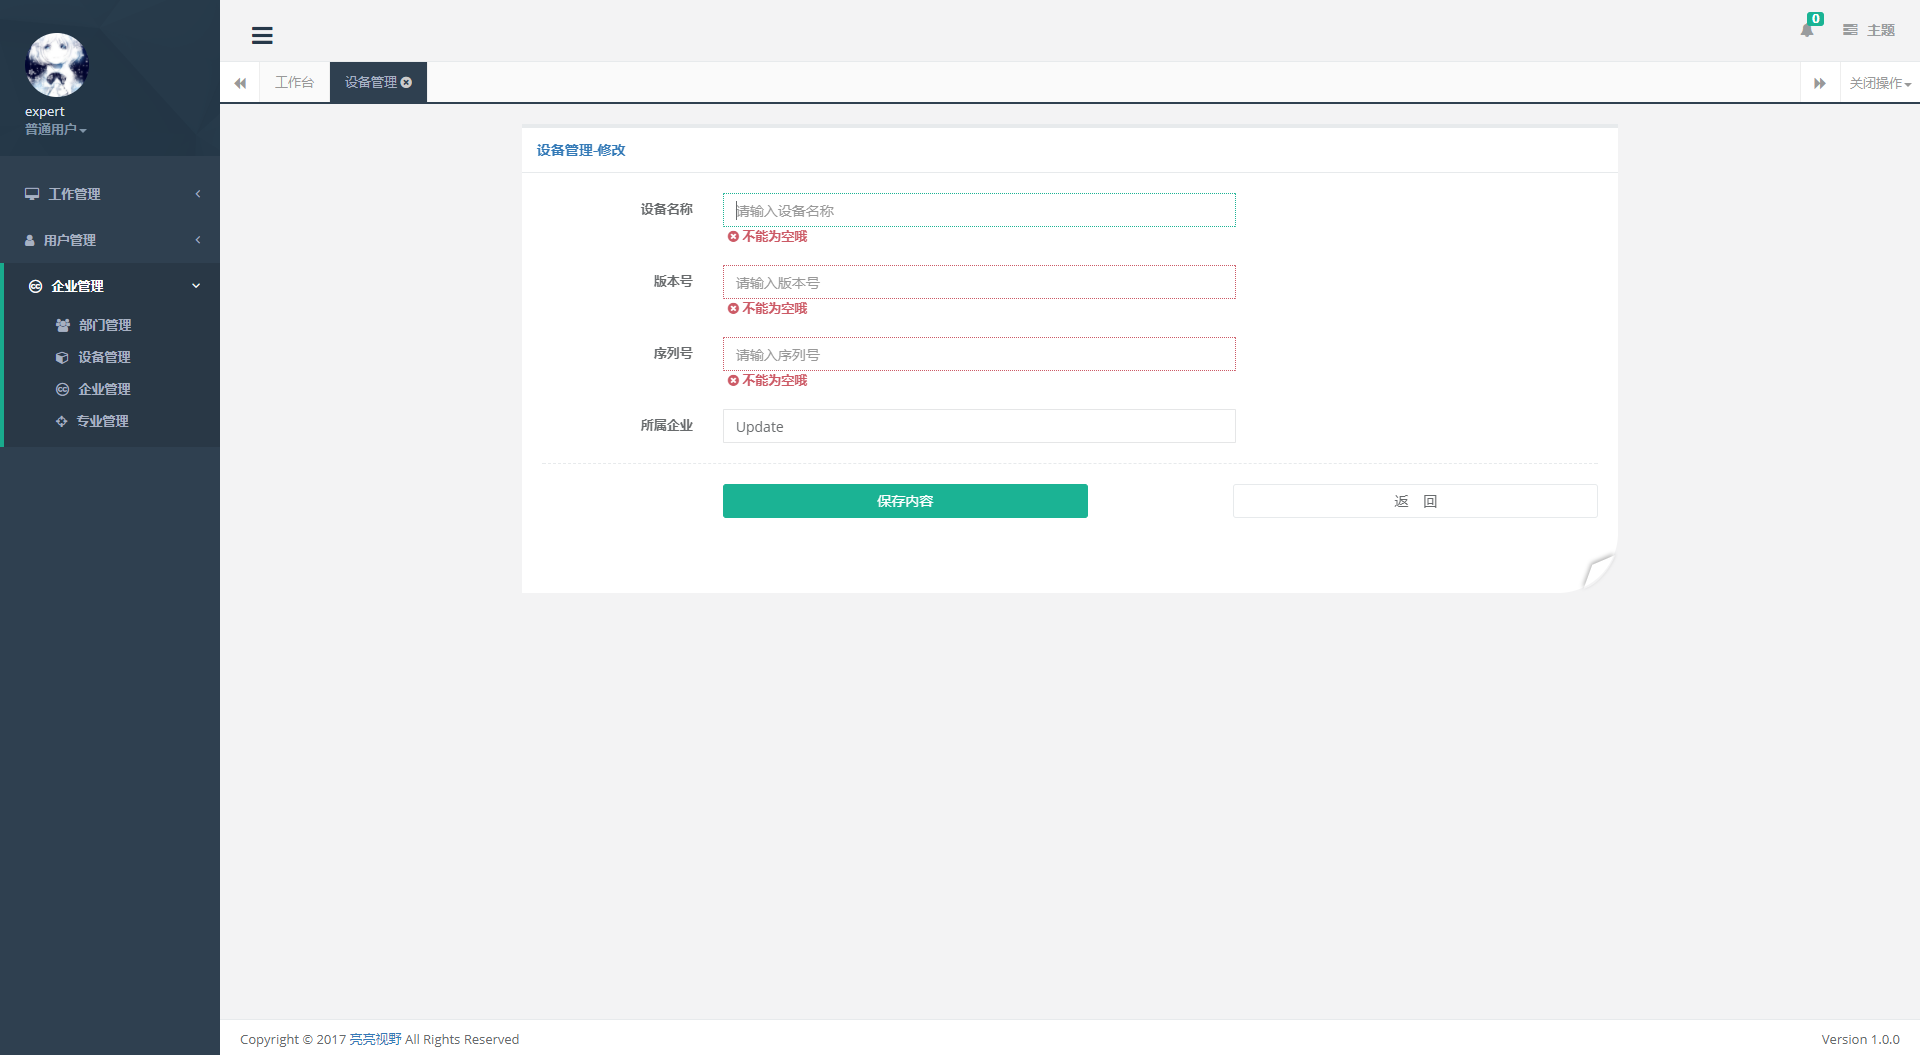 expert
普通用户
工作管理
用户管理
企业管理
部门管理
设备管理
企业管理
专业管理
0
主题
工作台
设备管理
关闭操作
设备管理-修改
设备名称
请输入设备名称
不能为空哦
版本号
请输入版本号
不能为空哦
序列号
请输入序列号
不能为空哦
所属企业
Update
保存内容
返 回
Copyright © 2017 亮亮视野 All Rights Reserved
Version 1.0.0